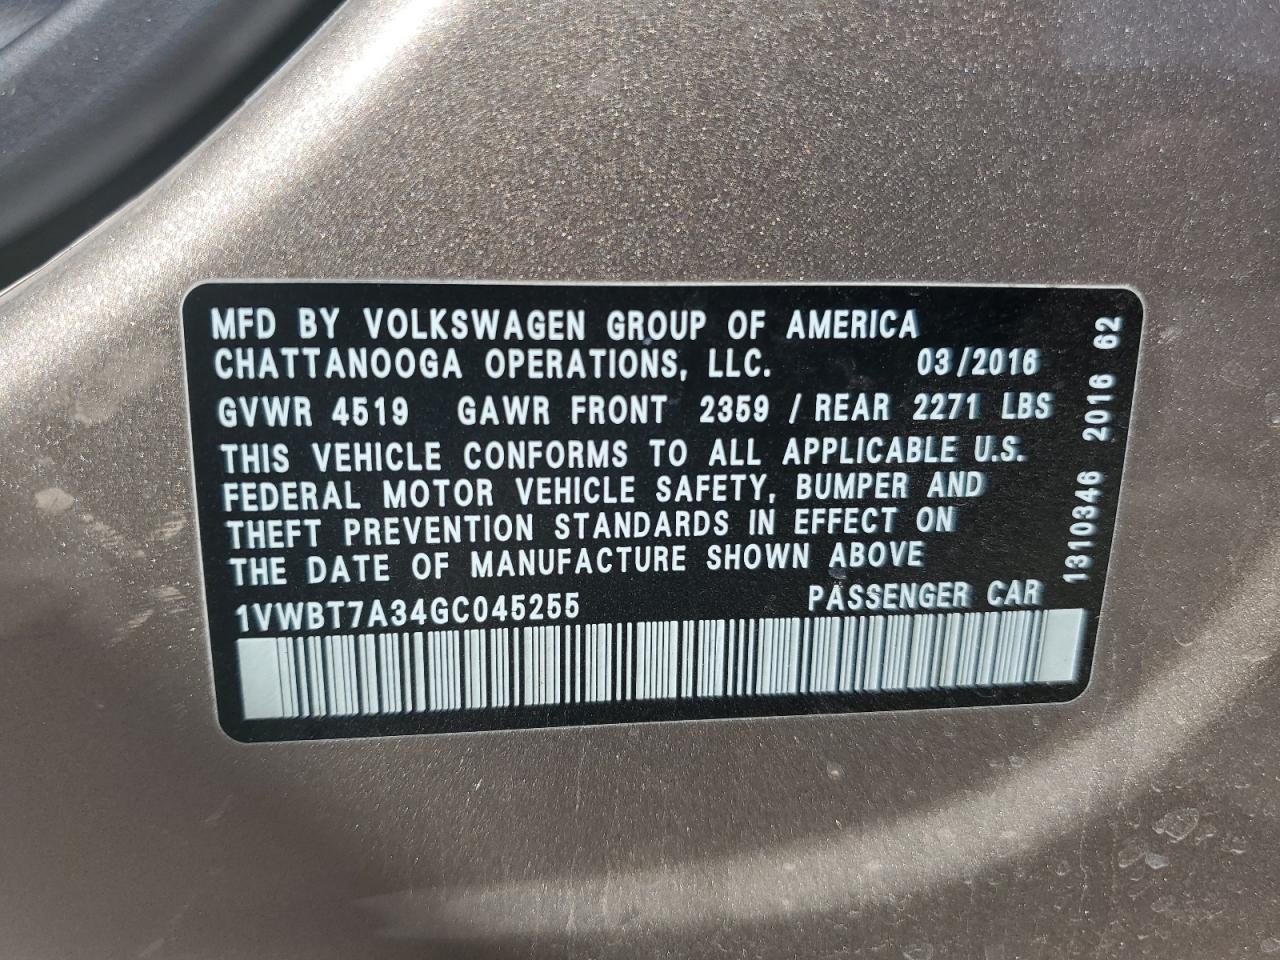 MFD BY VOLKSWAGEN GROUP OF AMERICA
CHATTANOOGA OPERATIONS, LLC. 03/2016
GVWR 4519 GAWR FRONT 2359 / REAR 2271 LBS
THIS VEHICLE CONFORMS TO ALL APPLICABLE U.S.
FEDERAL MOTOR VEHICLE SAFETY, BUMPER AND
THEFT PREVENTION STANDARDS IN EFFECT ON
THE DATE OF MANUFACTURE SHOWN ABOVE
1VWBT7A34GC045255 PASSENGER CAR
1310346 2016 62